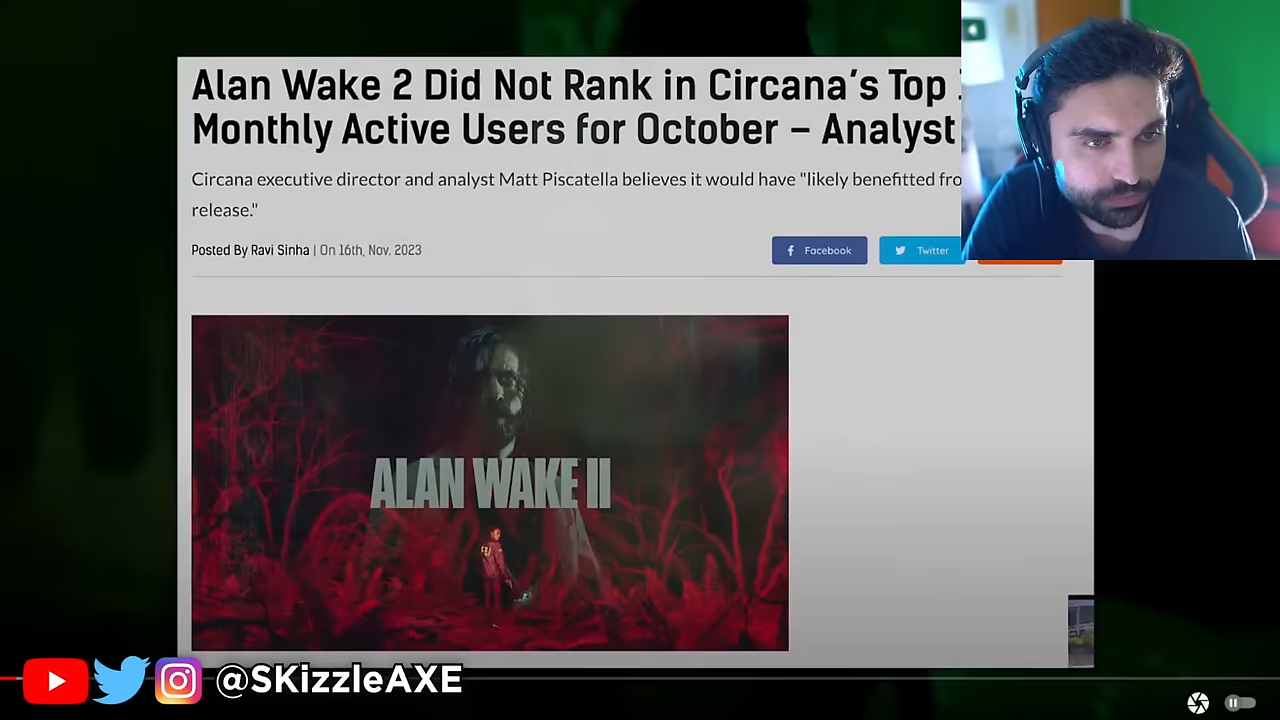 Alan Wake 2 Did Not Rank in Circana's Top
Monthly Active Users for October – Analyst
Circana executive director and analyst Matt Piscatella believes it would have "likely benefitted
release."
Posted By Ravi Sinha | On 16th, Nov. 2023
Facebook
Twitter
ALAN WAKE II
@SKizzleAXE